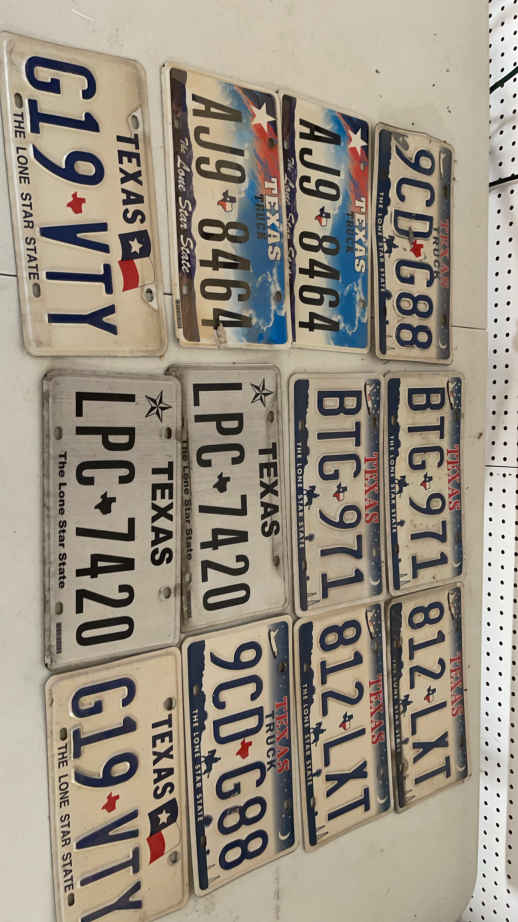 TEXAS
TRUCK
9CD G88
THE LONE STAR STATE
TEXAS
BTG 971
THE LONE STAR STATE
TEXAS
812 LXT
THE LONE STAR STATE
TEXAS
TRUCK
AJ9 8464
The Lone Star State
TEXAS
BTG 971
THE LONE STAR STATE
TEXAS
812 LXT
THE LONE STAR STATE
TEXAS
TRUCK
AJ9 8464
The Lone Star State
TEXAS
LPC 7420
The Lone Star State
TEXAS
TRUCK
9CD G88
THE LONE STAR STATE
TEXAS
G19 VTY
THE LONE STAR STATE
TEXAS
LPC 7420
The Lone Star State
TEXAS
G19 VTY
THE LONE STAR STATE